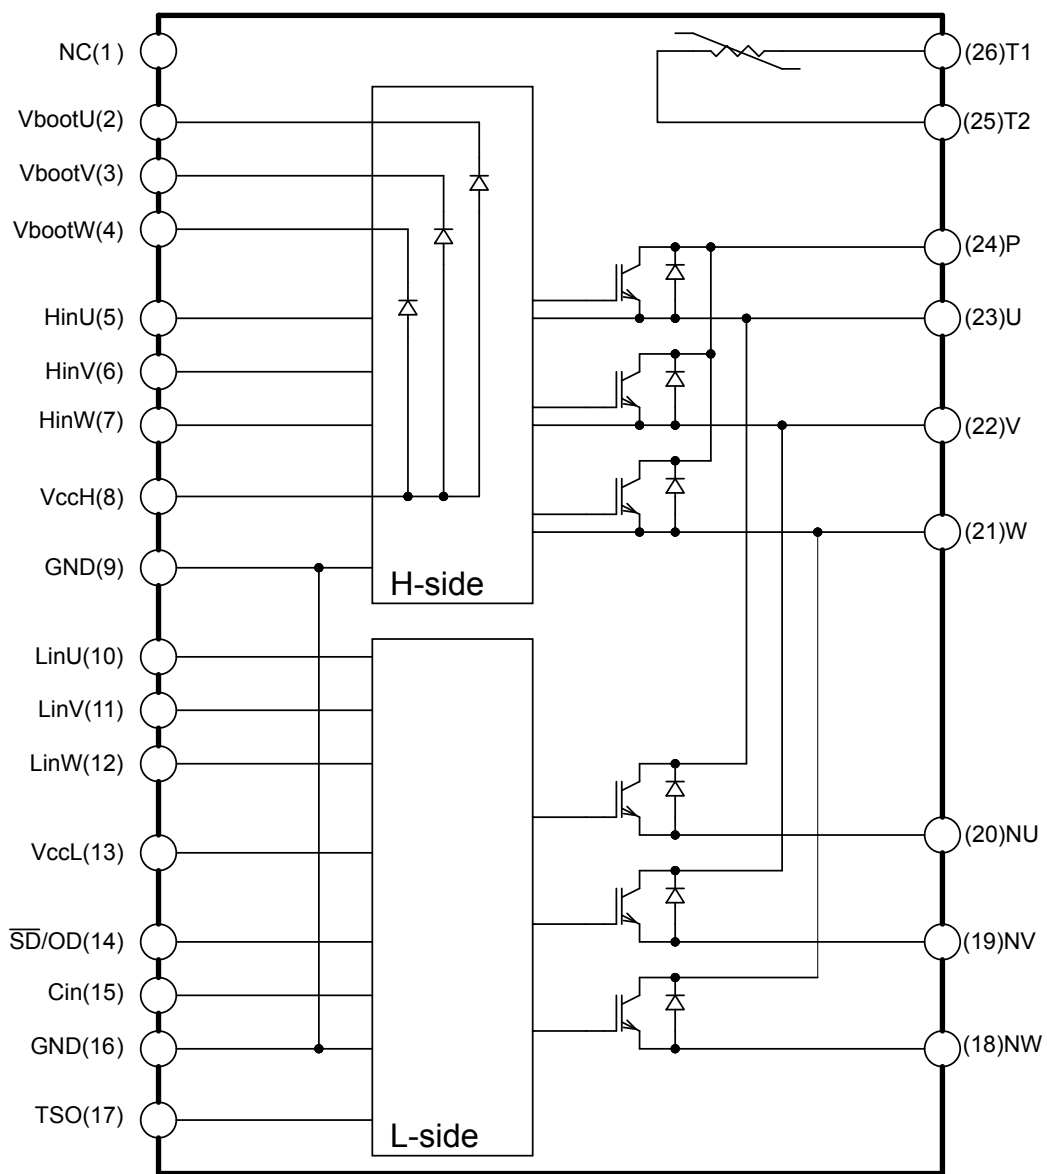 NC(1)
VbootU(2)
VbootV(3)
VbootW(4)
HinU(5)
HinV(6)
HinW(7)
VccH(8)
GND(9)
LinU(10)
LinV(11)
LinW(12)
VccL(13)
S̅D̅/OD(14)
Cin(15)
GND(16)
TSO(17)
H-side
L-side
(26)T1
(25)T2
(24)P
(23)U
(22)V
(21)W
(20)NU
(19)NV
(18)NW